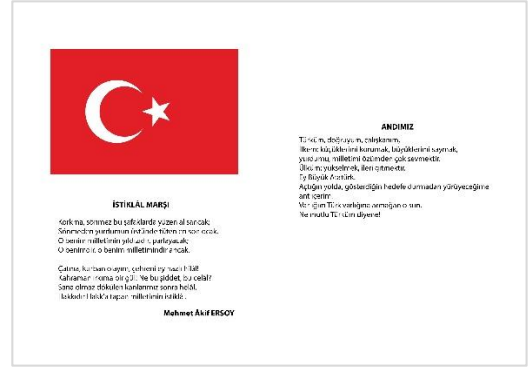 İSTİKLÂL MARŞI
Korkma, sönmez bu şafaklarda yüzen al sancak;
Sönmeden yurdumun üstünde tüten en son ocak.
O benim milletimin yıldızıdır, parlayacak;
O benimdir, o benim milletimindir ancak.
Çatma, kurban olayım, çehreni ey nazlı hilâl!
Kahraman ırkıma bir gül! Ne bu şiddet, bu celâl?
Sana olmaz dökülen kanlarımız sonra helâl.
Hakkıdır Hakk'a tapan milletimin istiklâl.
Mehmet Âkif ERSOY
ANDIMIZ
Türküm, doğruyum, çalışkanım,
İlkem; küçüklerimi korumak, büyüklerimi saymak,
yurdumu, milletimi özümden çok sevmektir.
Ülküm; yükselmek, ileri gitmektir.
Ey Büyük Atatürk.
Açtığın yolda, gösterdiğin hedefe durmadan yürüyeceğime
ant içerim.
Varlığım Türk varlığına armağan olsun.
Ne mutlu Türküm diyene!